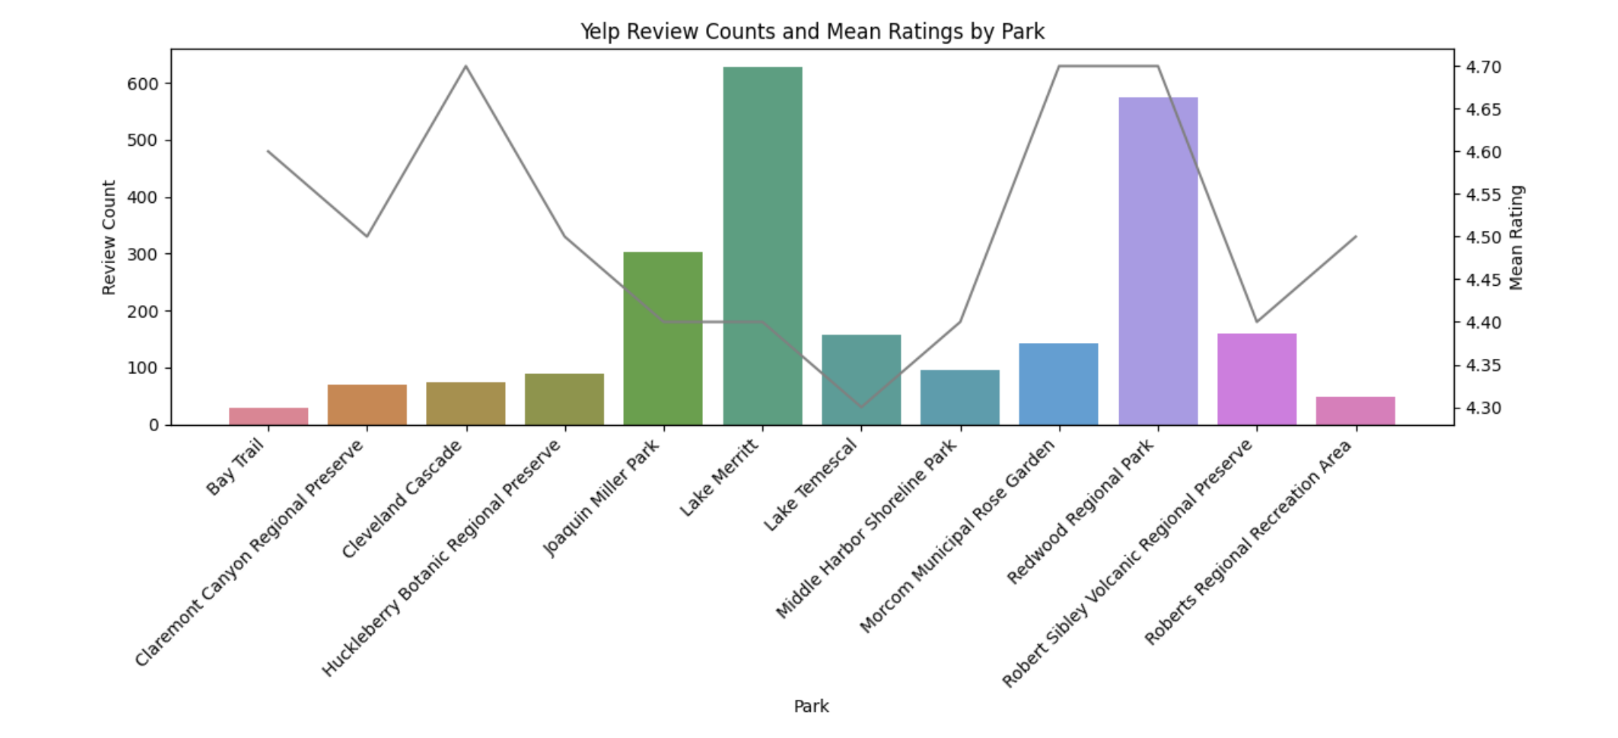 Yelp Review Counts and Mean Ratings by Park
Review Count
600
500
400
300
200
100
0
4.70
4.65
4.60
4.55
4.50
4.45
4.40
4.35
4.30
Mean Rating
Bay Trail
Claremont Canyon Regional Preserve
Cleveland Cascade
Huckleberry Botanic Regional Preserve
Joaquin Miller Park
Lake Merritt
Lake Temescal
Middle Harbor Shoreline Park
Morcom Municipal Rose Garden
Redwood Regional Park
Robert Sibley Volcanic Regional Preserve
Roberts Regional Recreation Area
Park